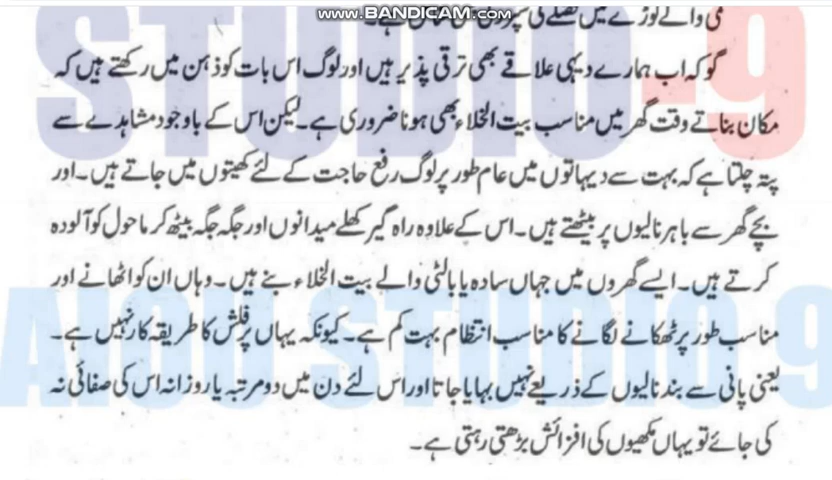 www.BANDICAM.com
STUDIO-9
گو کہ اب ہمارے دیہی علاقے بھی ترقی پذیر ہیں اور لوگ اس بات کو ذہن میں رکھتے ہیں کہ
مکان بناتے وقت گھر میں مناسب بیت الخلاء بھی ہونا ضروری ہے۔ لیکن اس کے باوجود مشاہدے سے
پتہ چلتا ہے کہ بہت سے دیہاتوں میں عام طور پر لوگ رفع حاجت کے لئے کھیتوں میں جاتے ہیں۔ اور
بچے گھر سے باہر نالیوں پر بیٹھتے ہیں۔ اس کے علاوہ راہ گیر کھلے میدانوں اور جگہ جگہ بیٹھ کر ماحول کو آلودہ
کرتے ہیں۔ ایسے گھروں میں جہاں سادہ یا بالٹی والے بیت الخلاء بنے ہیں۔ وہاں ان کو اٹھانے اور
AIOU STUDIO 9
مناسب طور پر ٹھکانے لگانے کا مناسب انتظام بہت کم ہے۔ کیونکہ یہاں پر فلش کا طریقہ کار نہیں ہے۔
یعنی پانی سے بند نالیوں کے ذریعے نہیں بہایا جاتا اور اس لئے دن میں دو مرتبہ یا روزانہ اس کی صفائی نہ
کی جائے تو یہاں مکھیوں کی افزائش بڑھتی رہتی ہے۔